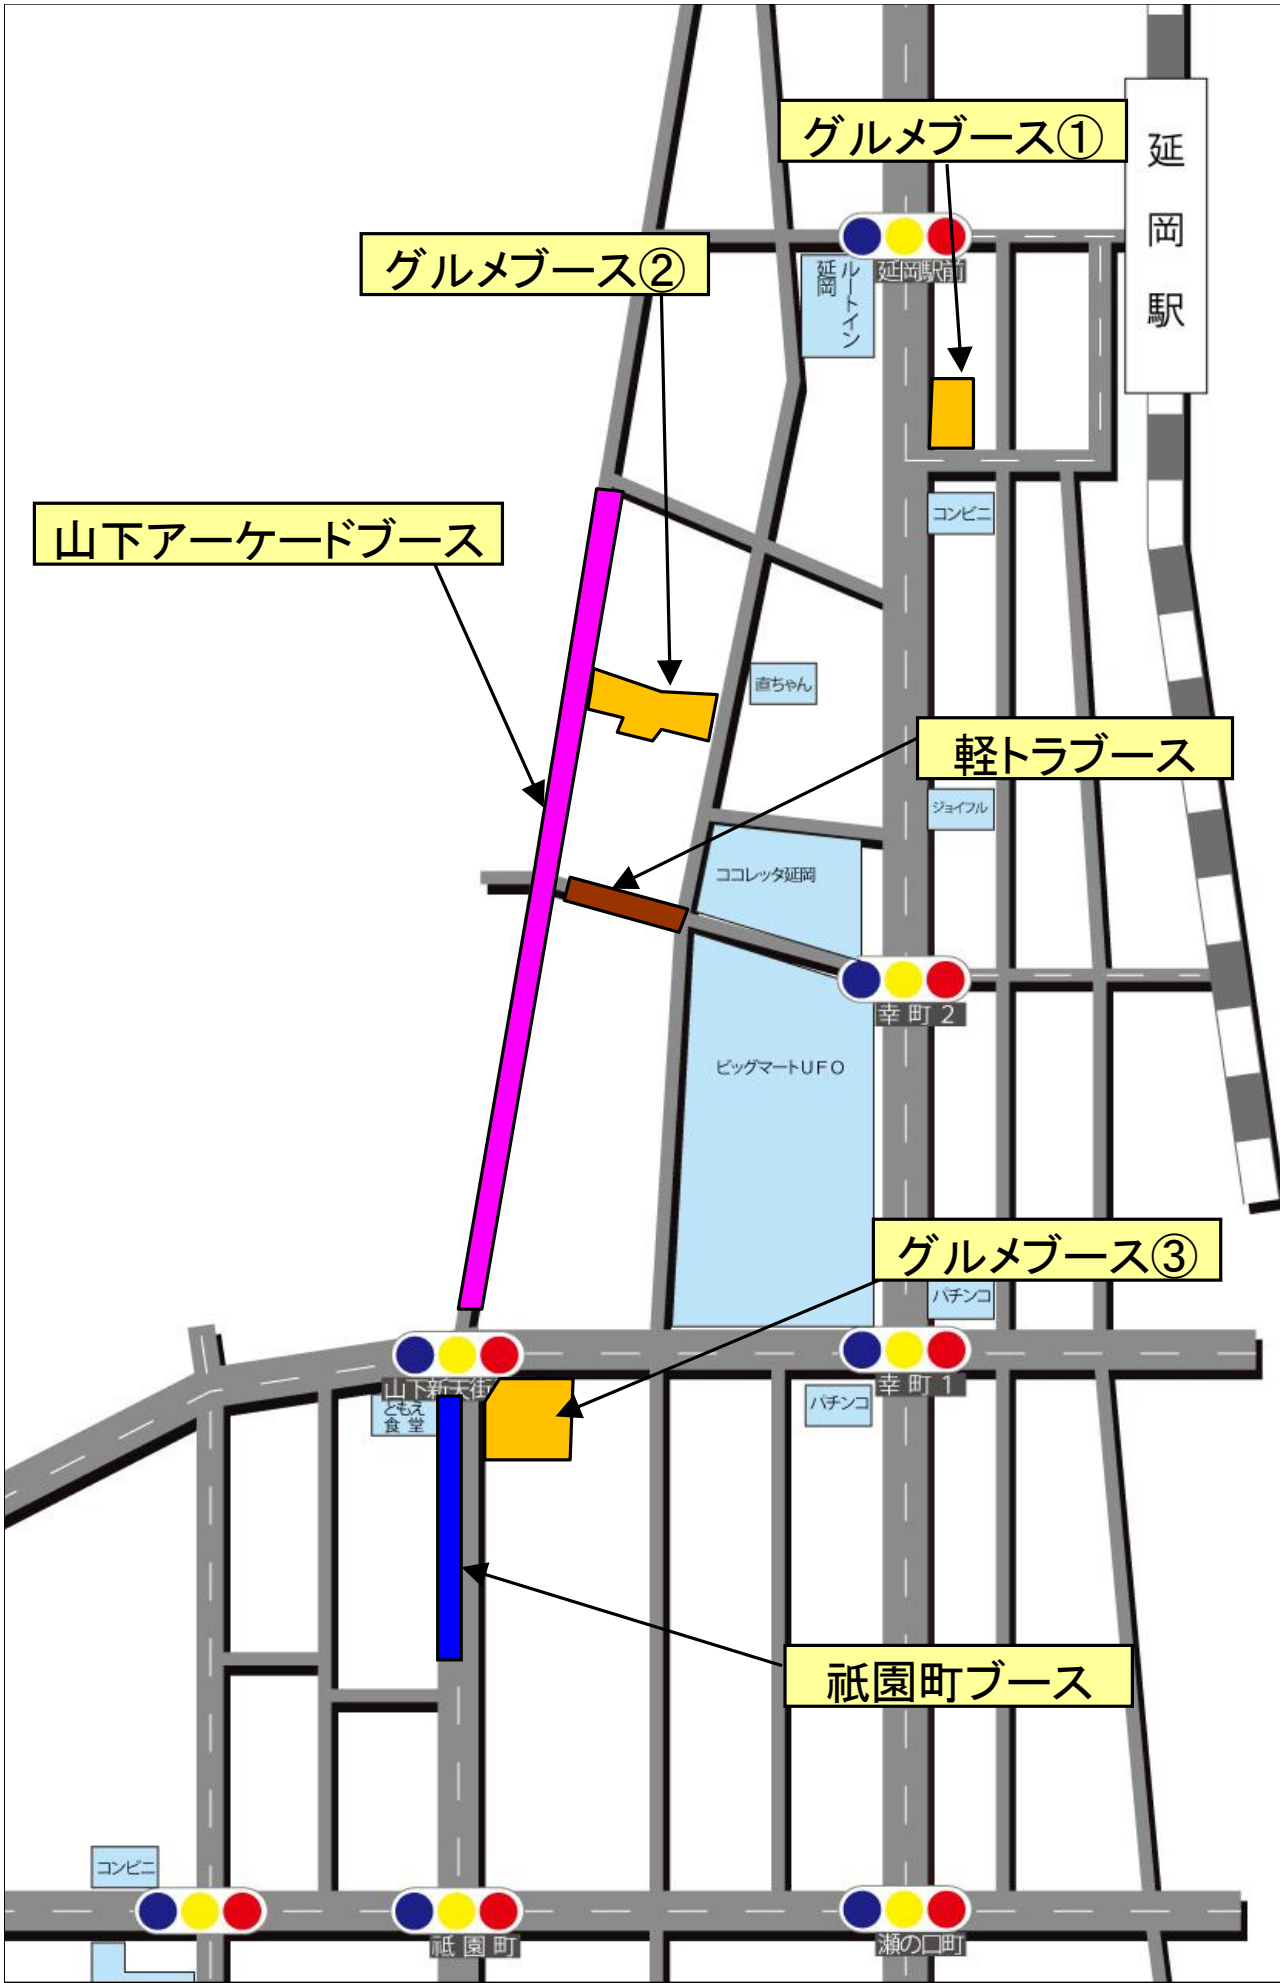 グルメブース①
延岡駅
グルメブース②
延岡駅前
ルートイン
延岡
山下アーケードブース
コンビニ
直ちゃん
軽トラブース
ジョイフル
ココレッタ延岡
幸町2
ビッグマートUFO
グルメブース③
パチンコ
山下新天街
幸町1
ともえ
食堂
パチンコ
祇園町ブース
コンビニ
祇園町
瀬の口町